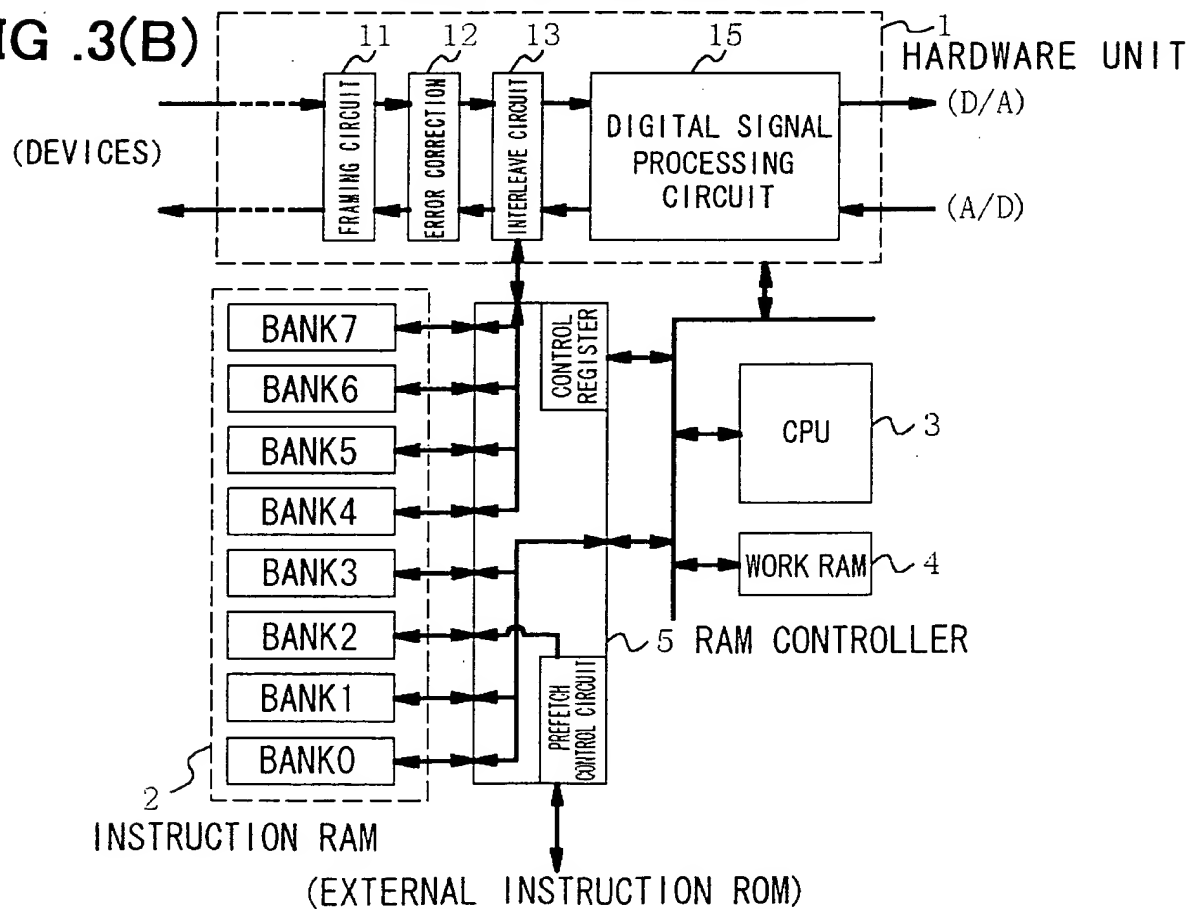 IG .3(B)
11
12
13
15
1
HARDWARE UNIT
(DEVICES)
FRAMING CIRCUIT
ERROR CORRECTION
INTERLEAVE CIRCUIT
DIGITAL SIGNAL
PROCESSING
CIRCUIT
(D/A)
(A/D)
BANK7
BANK6
BANK5
BANK4
BANK3
BANK2
BANK1
BANK0
CONTROL
REGISTER
CPU
3
WORK RAM
4
5
RAM CONTROLLER
PREFETCH
CONTROL CIRCUIT
2
INSTRUCTION RAM
(EXTERNAL INSTRUCTION ROM)